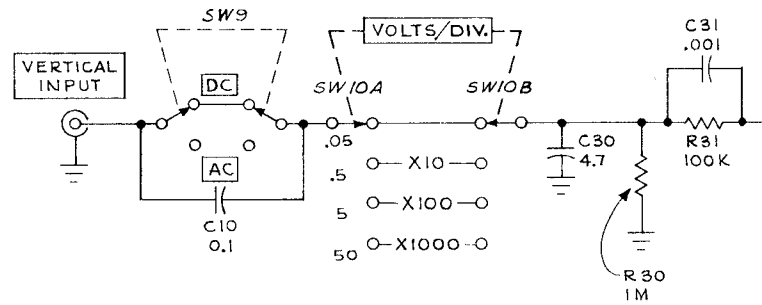 SW9
VOLTS/DIV.
C31
.001
VERTICAL
INPUT
DC
SW10A
SW10B
.05
AC
C10
0.1
.5
X10
5
X100
50
X1000
C30
4.7
R31
100K
R30
1M